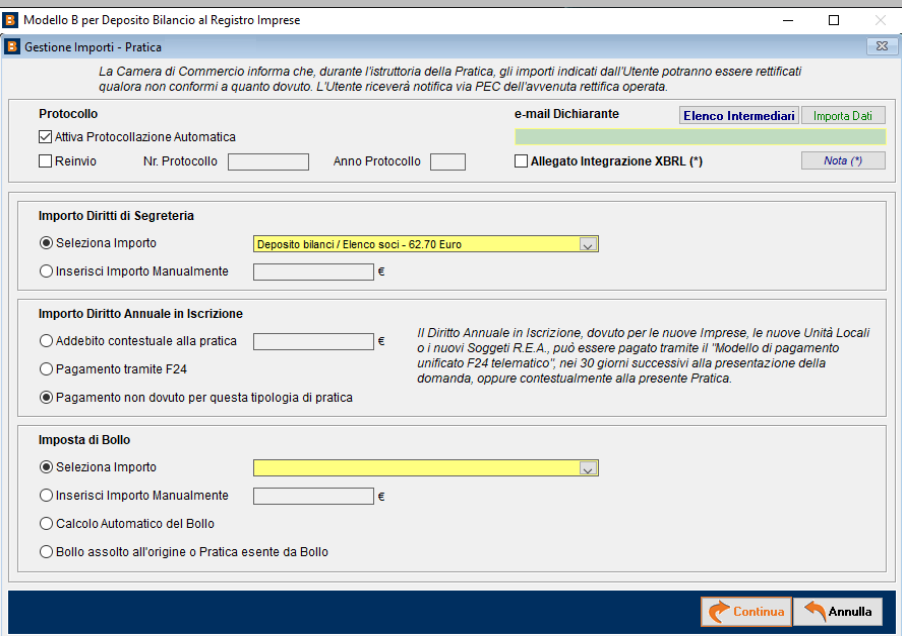 Modello B per Deposito Bilancio al Registro Imprese
Gestione Importi - Pratica
La Camera di Commercio informa che, durante l'istruttoria della Pratica, gli importi indicati dall'Utente potranno essere rettificati
qualora non conformi a quanto dovuto. L'Utente riceverà notifica via PEC dell'avvenuta rettifica operata.
Protocollo
e-mail Dichiarante
Elenco Intermediari
Importa Dati
Attiva Protocollazione Automatica
Reinvio Nr. Protocollo Anno Protocollo
Allegato Integrazione XBRL (*)
Nota (*)
Importo Diritti di Segreteria
Seleziona Importo
Deposito bilanci / Elenco soci - 62.70 Euro
Inserisci Importo Manualmente €
Importo Diritto Annuale in Iscrizione
Addebito contestuale alla pratica €
Pagamento tramite F24
Pagamento non dovuto per questa tipologia di pratica
Il Diritto Annuale in Iscrizione, dovuto per le nuove Imprese, le nuove Unità Locali
o i nuovi Soggeti R.E.A., può essere pagato tramite il "Modello di pagamento
unificato F24 telematico", nei 30 giorni successivi alla presentazione della
domanda, oppure contestualmente alla presente Pratica.
Imposta di Bollo
Seleziona Importo
Inserisci Importo Manualmente €
Calcolo Automatico del Bollo
Bollo assolto all'origine o Pratica esente da Bollo
Continua
Annulla